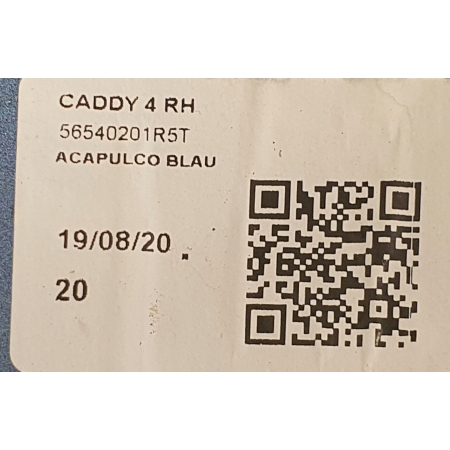 CADDY 4 RH
56540201R5T
ACAPULCO BLAU
19/08/20
20